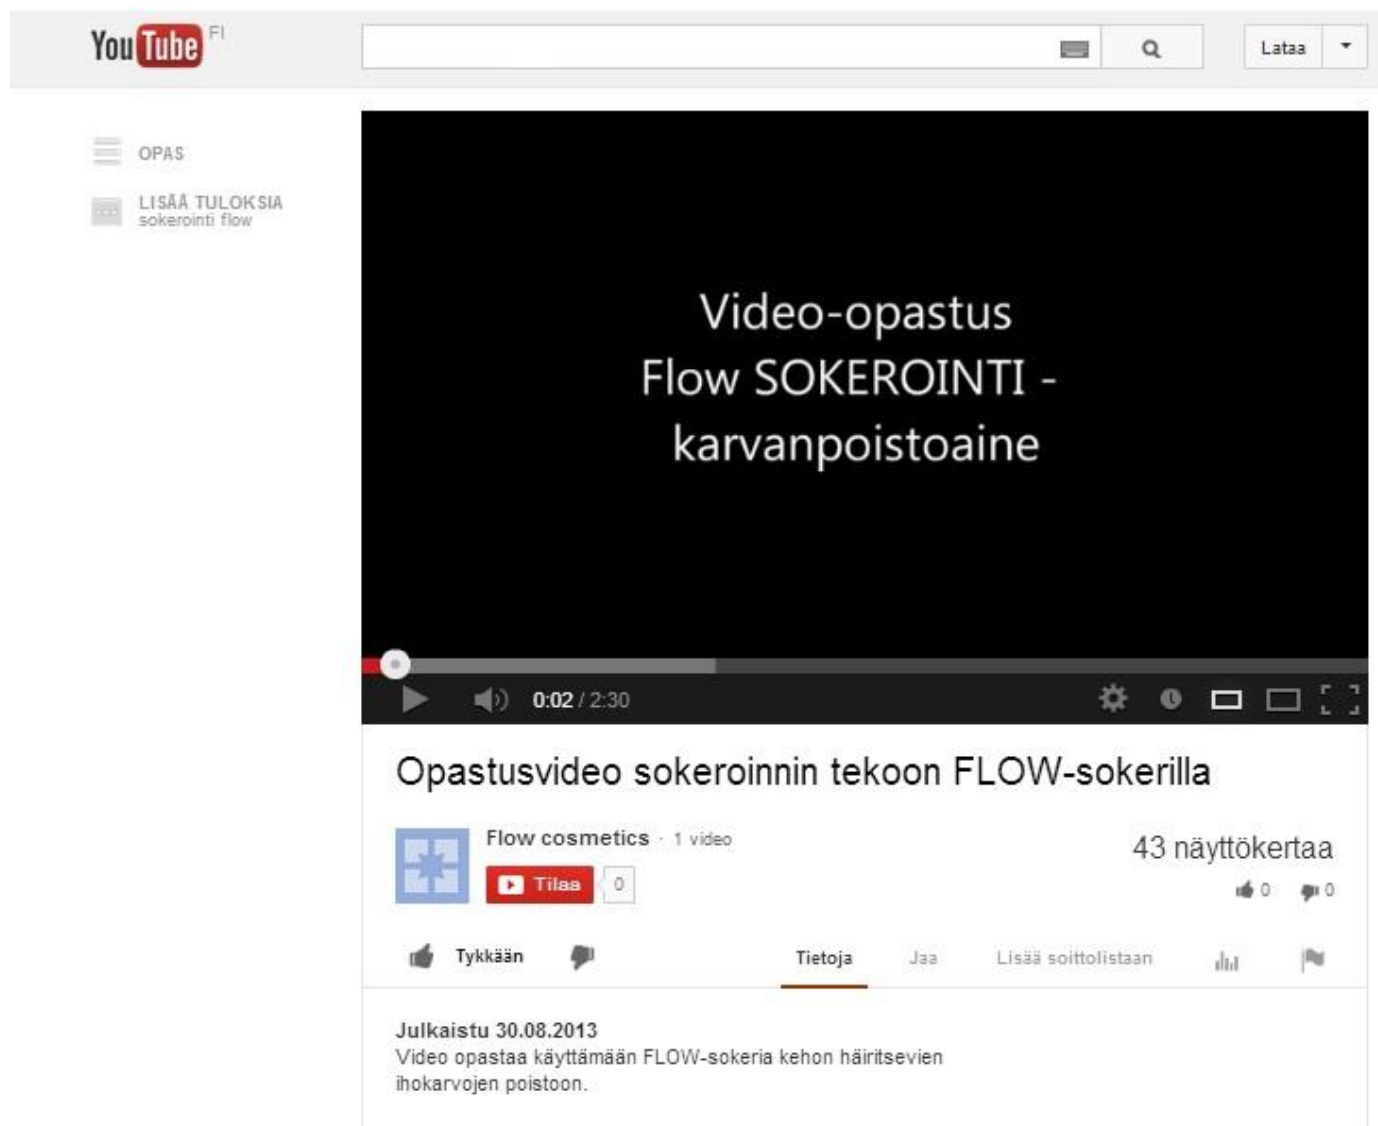 YouTube FI
Lataa
OPAS
LISÄÄ TULOKSIA
sokerointi flow
Video-opastus
Flow SOKEROINTI -
karvanpoistoaine
0:02 / 2:30
Opastusvideo sokeroinnin tekoon FLOW-sokerilla
Flow cosmetics · 1 video
Tilaa 0
43 näyttökertaa
0 0
Tykkään
Tietoja Jaa Lisää soittolistaan
Julkaistu 30.08.2013
Video opastaa käyttämään FLOW-sokeria kehon häiritsevien
ihokarvojen poistoon.